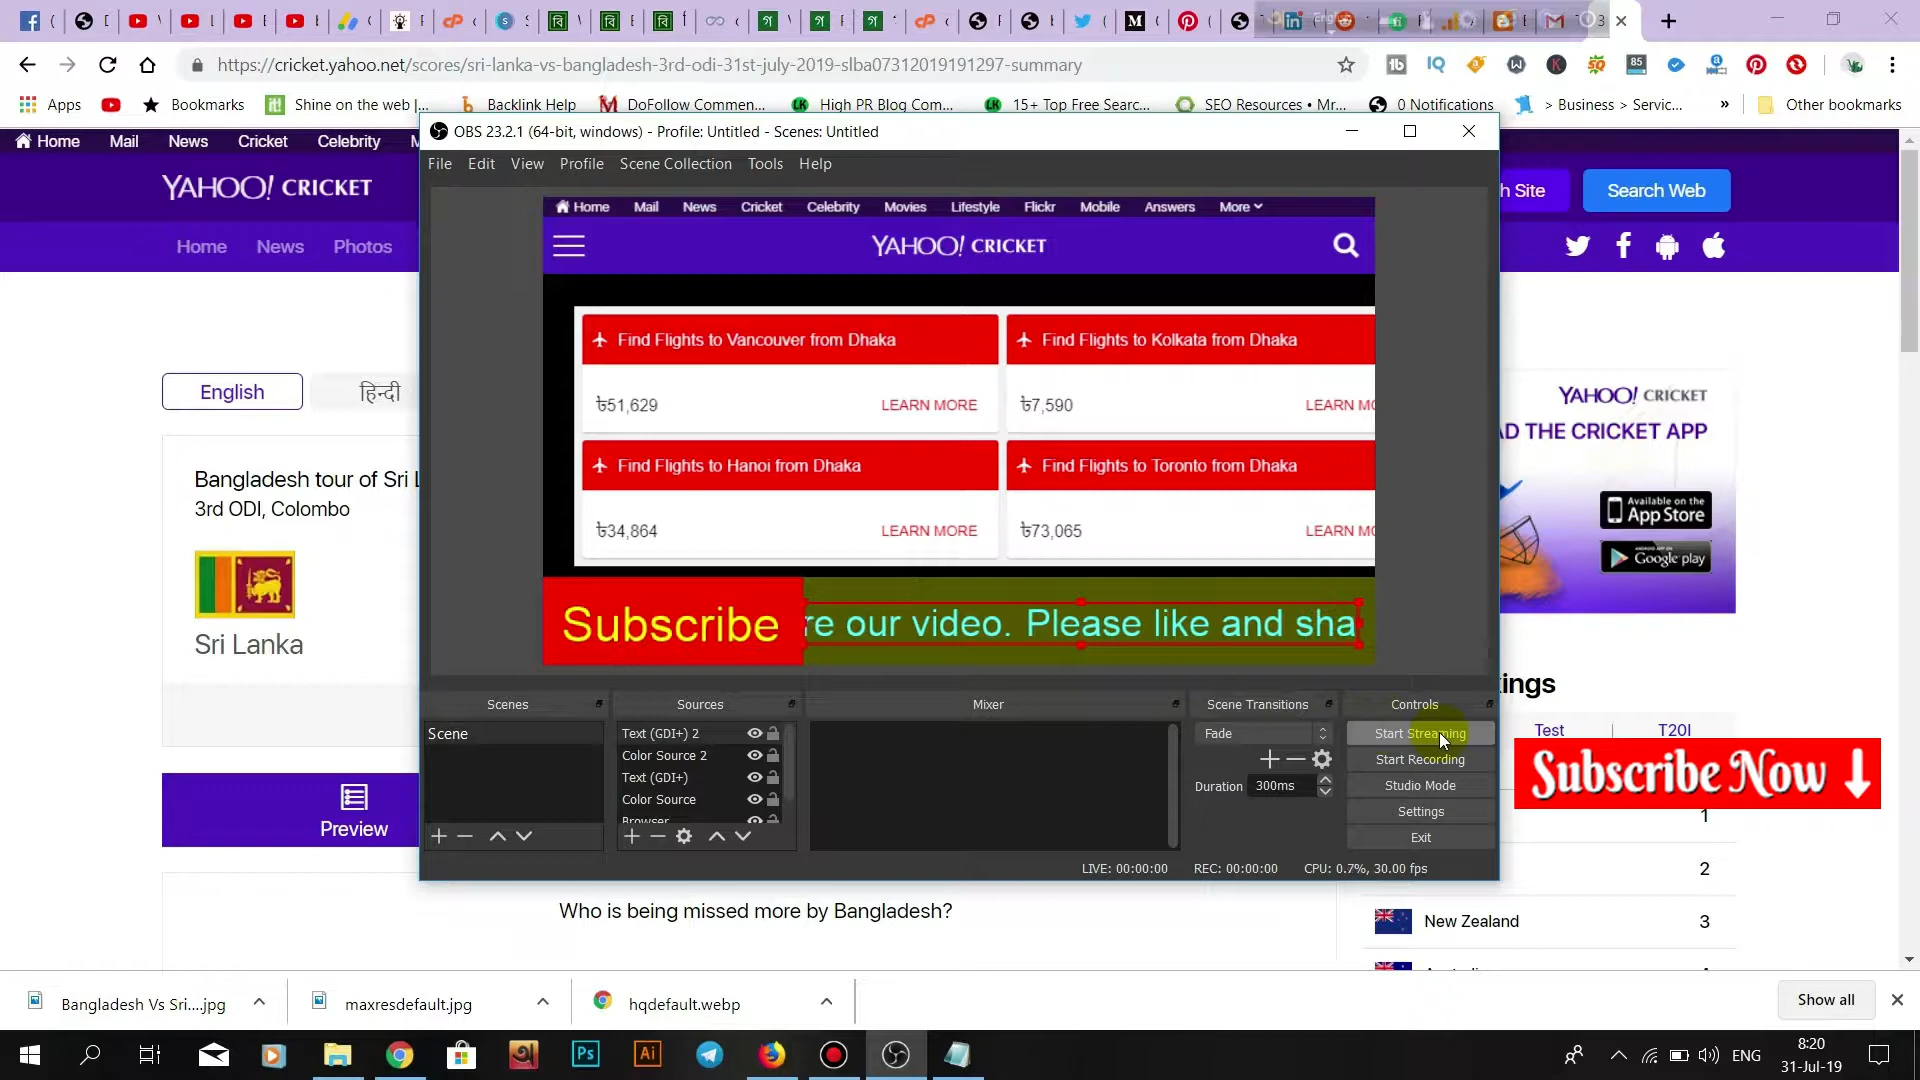 https://cricket.yahoo.net/scores/sri-lanka-vs-bangladesh-3rd-odi-31st-july-2019-slba07312019191297-summary
Apps
Bookmarks
Shine on the web |...
Backlink Help
DoFollow Commen...
High PR Blog Com...
15+ Top Free Searc...
SEO Resources • Mr...
0 Notifications
> Business > Servic...
»
Other bookmarks
Home Mail News Cricket Celebrity
YAHOO! CRICKET
Search Web
Home News Photos
OBS 23.2.1 (64-bit, windows) - Profile: Untitled - Scenes: Untitled
File Edit View Profile Scene Collection Tools Help
Home Mail News Cricket Celebrity Movies Lifestyle Flickr Mobile Answers More
YAHOO! CRICKET
Find Flights to Vancouver from Dhaka
৳51,629 LEARN MORE
Find Flights to Kolkata from Dhaka
৳7,590 LEARN MO
Find Flights to Hanoi from Dhaka
৳34,864 LEARN MORE
Find Flights to Toronto from Dhaka
৳73,065 LEARN MO
Subscribe
re our video. Please like and sha
Scenes
Scene
Sources
Text (GDI+) 2
Color Source 2
Text (GDI+)
Color Source
Browser
Mixer
Scene Transitions
Fade
Duration 300ms
Controls
Start Streaming
Start Recording
Studio Mode
Settings
Exit
LIVE: 00:00:00 REC: 00:00:00 CPU: 0.7%, 30.00 fps
English हिन्दी
Bangladesh tour of Sri L
3rd ODI, Colombo
Sri Lanka
Preview
Who is being missed more by Bangladesh?
YAHOO! CRICKET
AD THE CRICKET APP
Available on the
App Store
Google play
kings
Test | T20I
Subscribe Now
1
2
New Zealand 3
Bangladesh Vs Sri....jpg
maxresdefault.jpg
hqdefault.webp
Show all
Ps
Ai
ENG
8:20
31-Jul-19